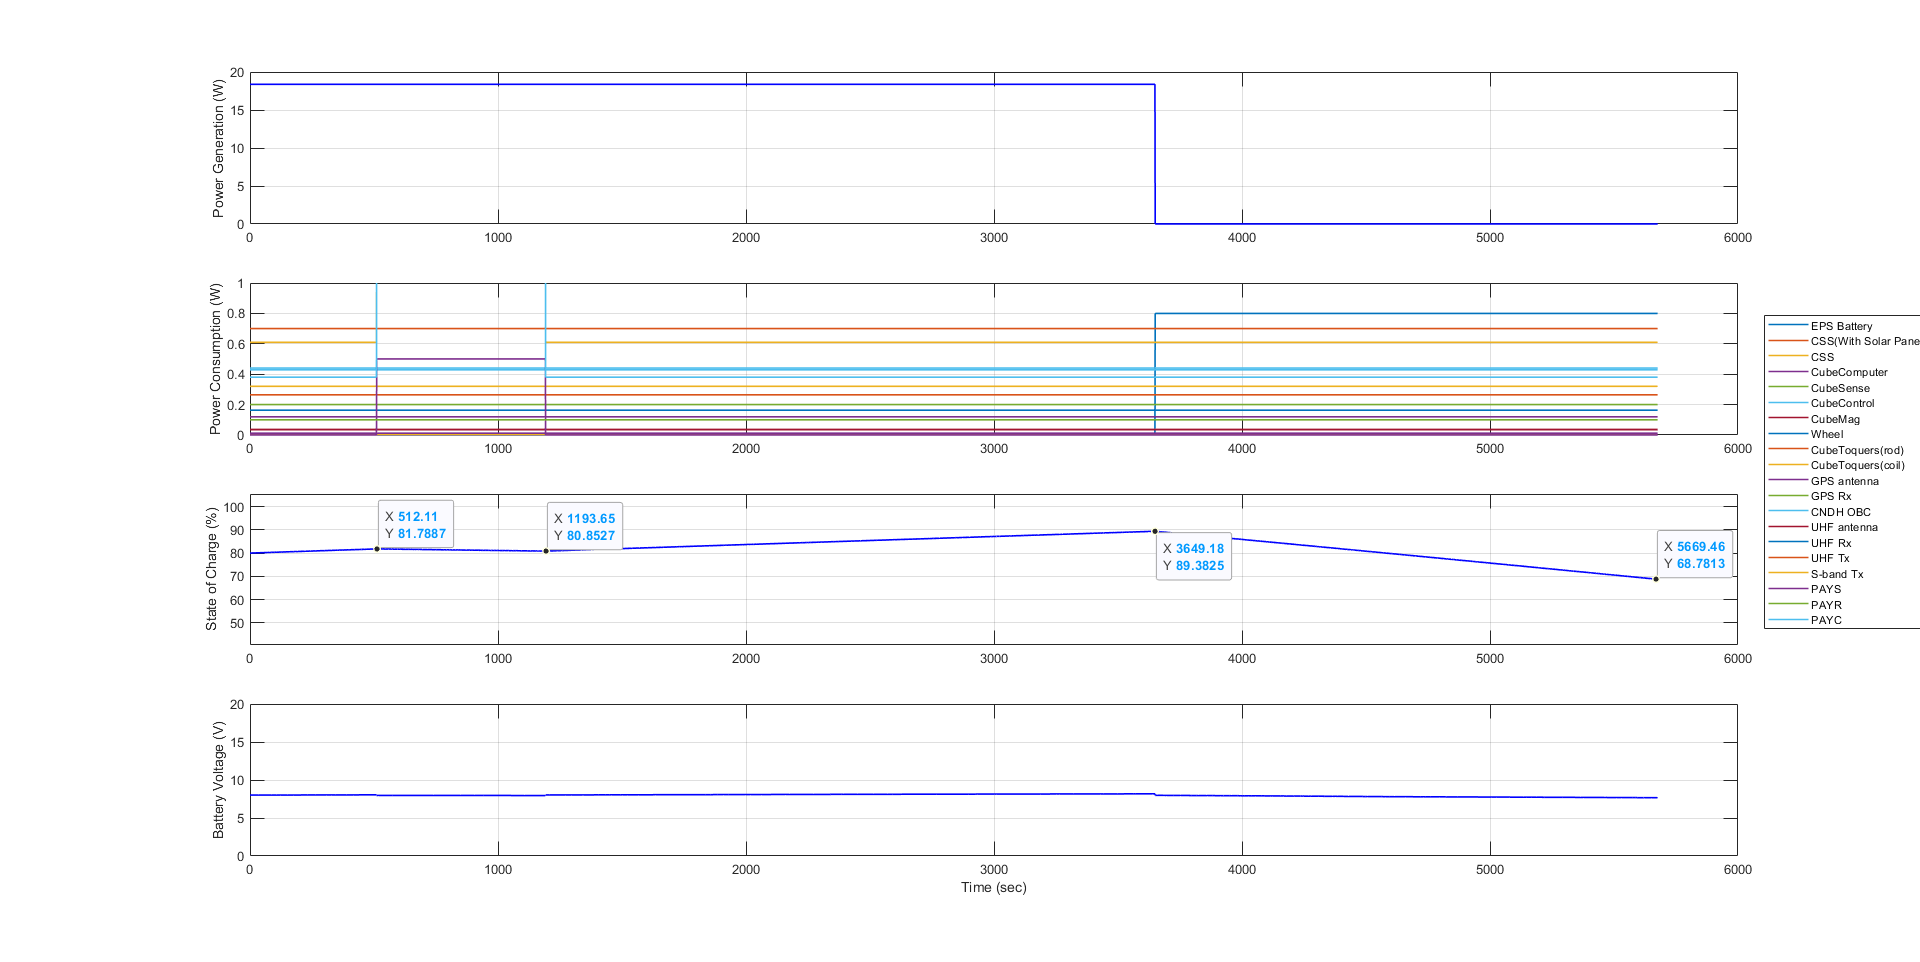 Power Generation (W)
20
15
10
5
0
0 1000 2000 3000 4000 5000 6000
Power Consumption (W)
1
0.8
0.6
0.4
0.2
0
0 1000 2000 3000 4000 5000 6000
EPS Battery
CSS(With Solar Pane
CSS
CubeComputer
CubeSense
CubeControl
CubeMag
Wheel
CubeToquers(rod)
CubeToquers(coil)
GPS antenna
GPS Rx
CNDH OBC
UHF antenna
UHF Rx
UHF Tx
S-band Tx
PAYS
PAYR
PAYC
State of Charge (%)
100
90
80
70
60
50
X 512.11
Y 81.7887
X 1193.65
Y 80.8527
X 3649.18
Y 89.3825
X 5669.46
Y 68.7813
0 1000 2000 3000 4000 5000 6000
Battery Voltage (V)
20
15
10
5
0
0 1000 2000 3000 4000 5000 6000
Time (sec)